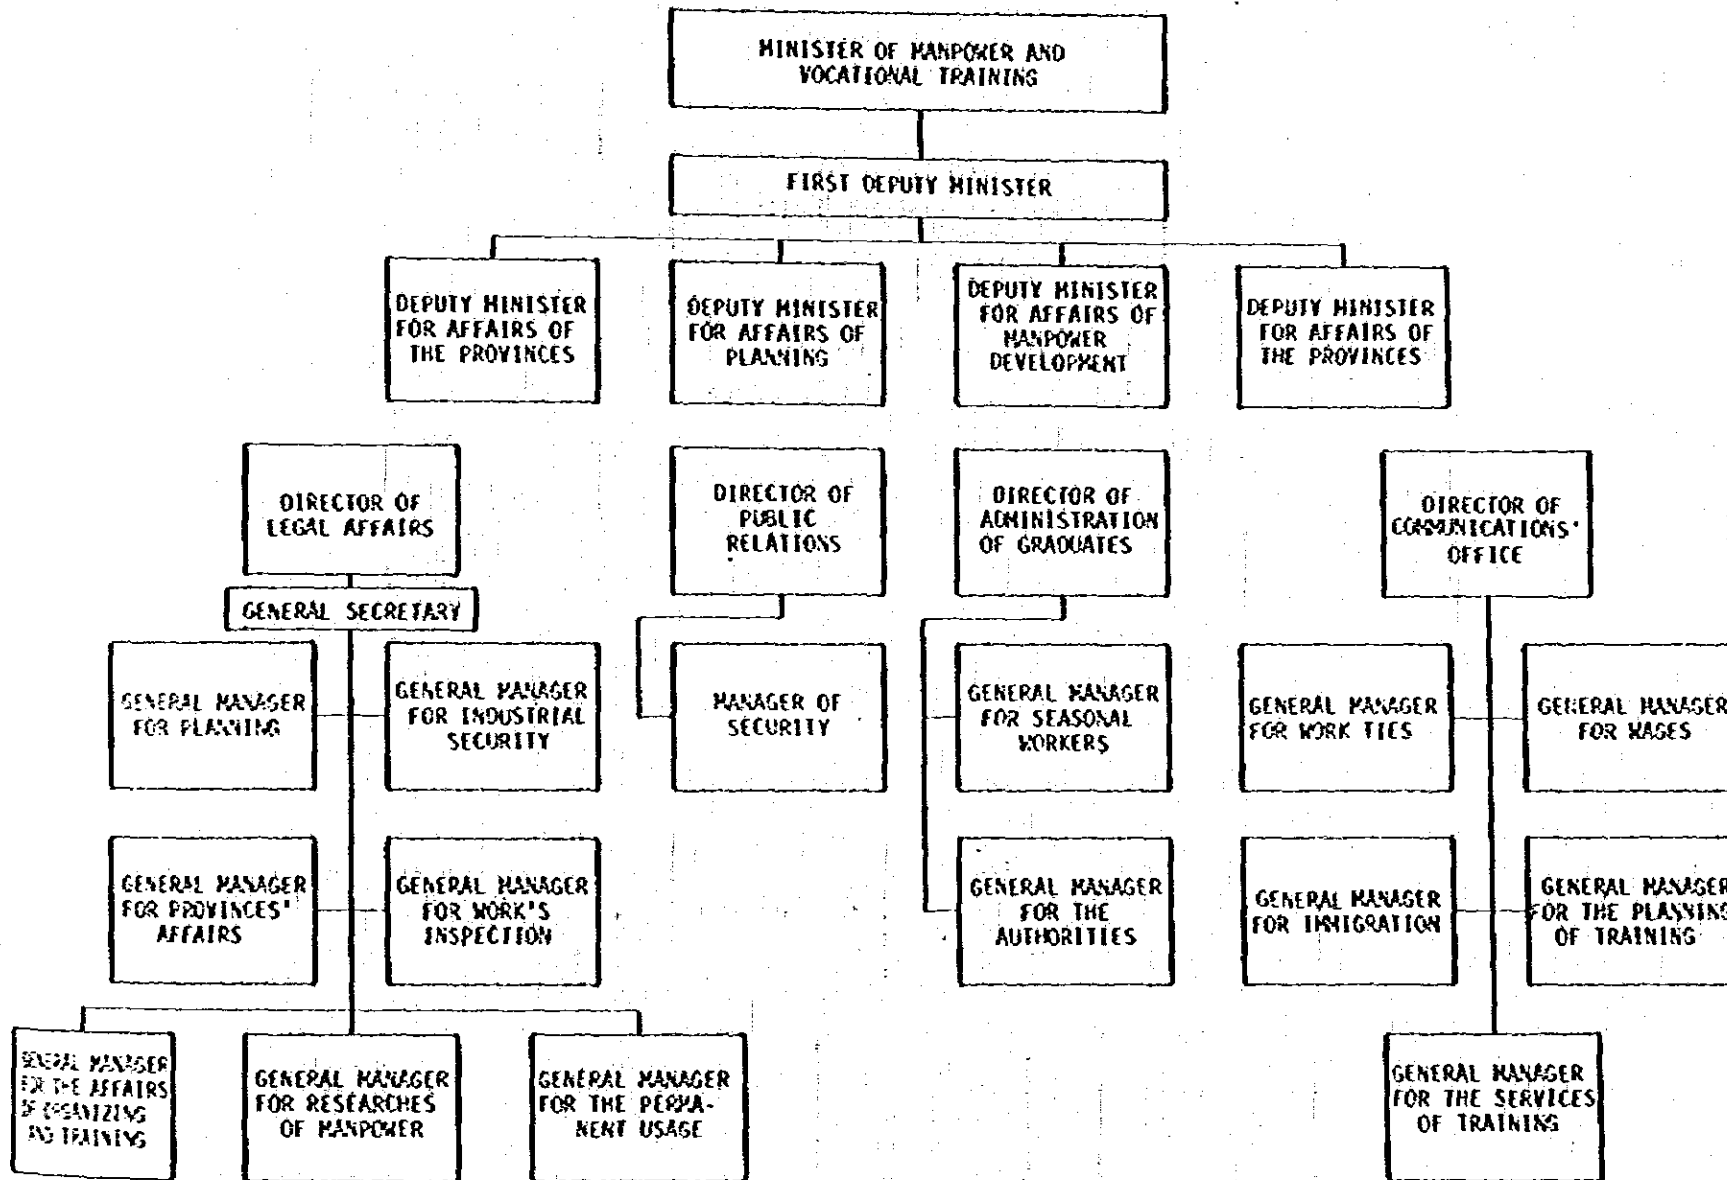 MINISTER OF MANPOWER AND
VOCATIONAL TRAINING
FIRST DEPUTY MINISTER
DEPUTY MINISTER
FOR AFFAIRS OF
THE PROVINCES
DEPUTY MINISTER
FOR AFFAIRS OF
PLANNING
DEPUTY MINISTER
FOR AFFAIRS OF
MANPOWER
DEVELOPMENT
DEPUTY MINISTER
FOR AFFAIRS OF
THE PROVINCES
DIRECTOR OF
LEGAL AFFAIRS
DIRECTOR OF
PUBLIC
RELATIONS
DIRECTOR OF
ADMINISTRATION
OF GRADUATES
DIRECTOR OF
COMMUNICATIONS'
OFFICE
GENERAL SECRETARY
GENERAL MANAGER
FOR PLANNING
GENERAL MANAGER
FOR INDUSTRIAL
SECURITY
MANAGER OF
SECURITY
GENERAL MANAGER
FOR SEASONAL
WORKERS
GENERAL MANAGER
FOR WORK TIES
GENERAL MANAGER
FOR WAGES
GENERAL MANAGER
FOR PROVINCES'
AFFAIRS
GENERAL MANAGER
FOR WORK'S
INSPECTION
GENERAL MANAGER
FOR THE
AUTHORITIES
GENERAL MANAGER
FOR IMMIGRATION
GENERAL MANAGER
FOR THE PLANNING
OF TRAINING
GENERAL MANAGER
FOR THE AFFAIRS
OF ORGANIZING
AND TRAINING
GENERAL MANAGER
FOR RESEARCHES
OF MANPOWER
GENERAL MANAGER
FOR THE PERMA-
NENT USAGE
GENERAL MANAGER
FOR THE SERVICES
OF TRAINING